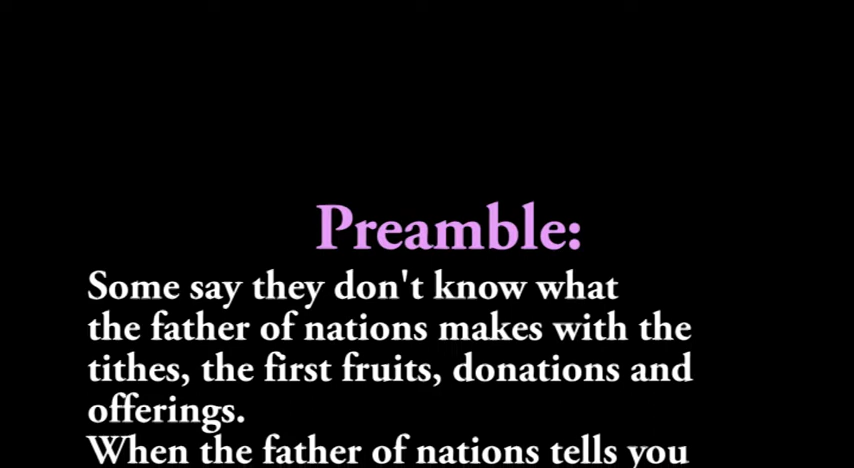 Preamble:
Some say they don't know what
the father of nations makes with the
tithes, the first fruits, donations and
offerings.
When the father of nations tells you